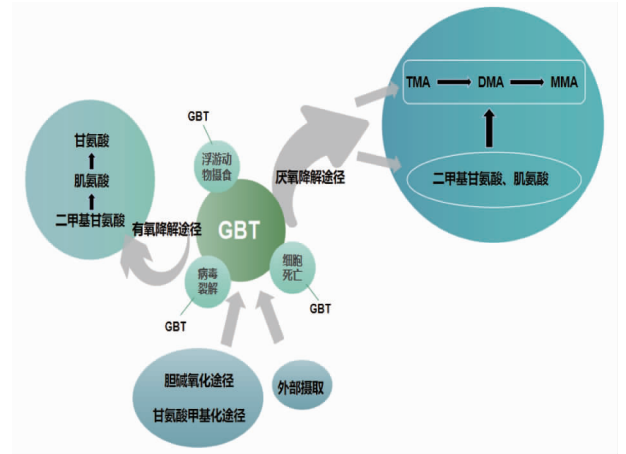 TMA
DMA
MMA
二甲基甘氨酸、肌氨酸
厌氧降解途径
GBT
浮游动
物摄食
甘氨酸
肌氨酸
二甲基甘氨酸
有氧降解途径
GBT
细胞
死亡
GBT
病毒
裂解
GBT
胆碱氧化途径
甘氨酸甲基化途径
外部摄取